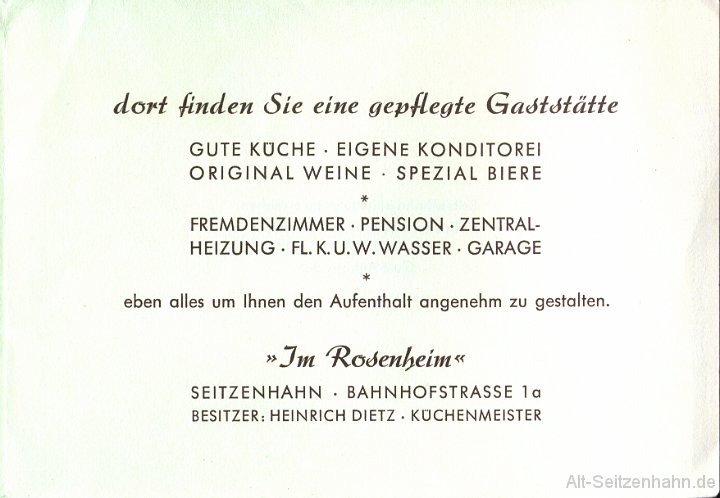 dort finden Sie eine gepflegte Gaststätte
GUTE KÜCHE · EIGENE KONDITOREI
ORIGINAL WEINE · SPEZIAL BIERE
*
FREMDENZIMMER · PENSION · ZENTRAL-
HEIZUNG · FL. K. U. W. WASSER · GARAGE
*
eben alles um Ihnen den Aufenthalt angenehm zu gestalten.
»Im Rosenheim«
SEITZENHAHN · BAHNHOFSTRASSE 1a
BESITZER: HEINRICH DIETZ · KÜCHENMEISTER
Alt-Seitzenhahn.de